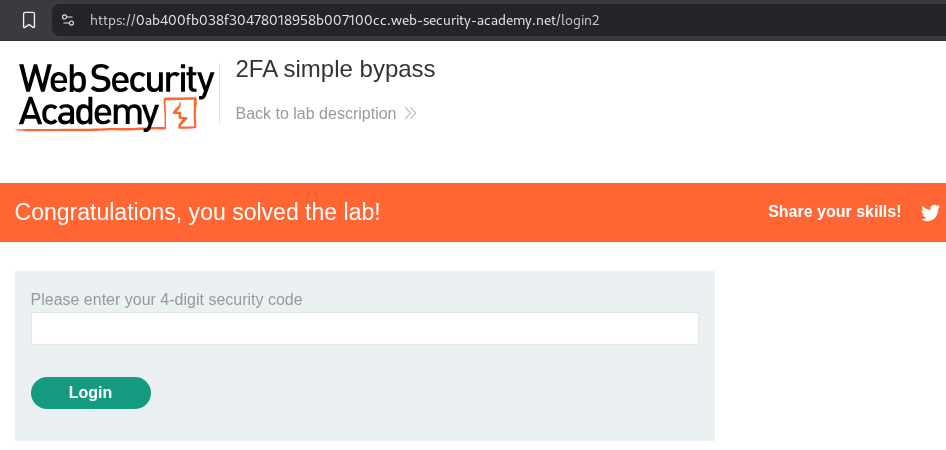 https://0ab400fb038f30478018958b007100cc.web-security-academy.net/login2
Web Security
Academy
2FA simple bypass
Back to lab description
Congratulations, you solved the lab!
Share your skills!
Please enter your 4-digit security code
Login